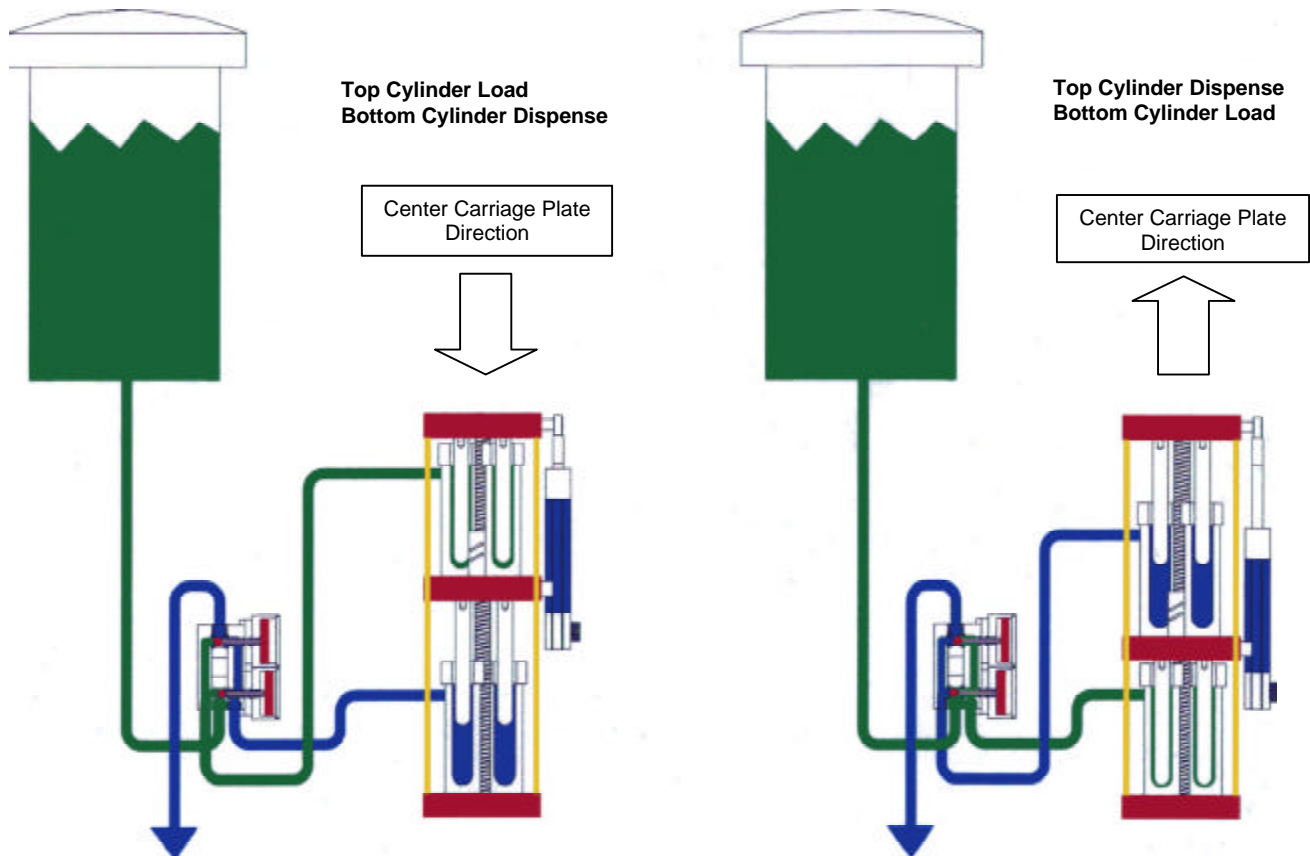 Top Cylinder Load
Bottom Cylinder Dispense
Center Carriage Plate
Direction
Top Cylinder Dispense
Bottom Cylinder Load
Center Carriage Plate
Direction